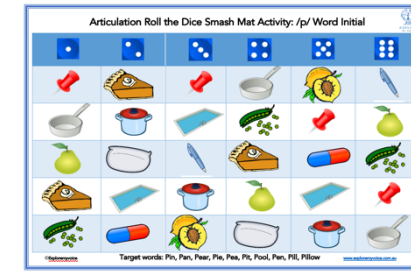 Articulation Roll the Dice Smash Mat Activity: /p/ Word Initial
Target words: Pin, Pan, Pear, Pie, Pea, Pit, Pool, Pen, Pill, Pillow